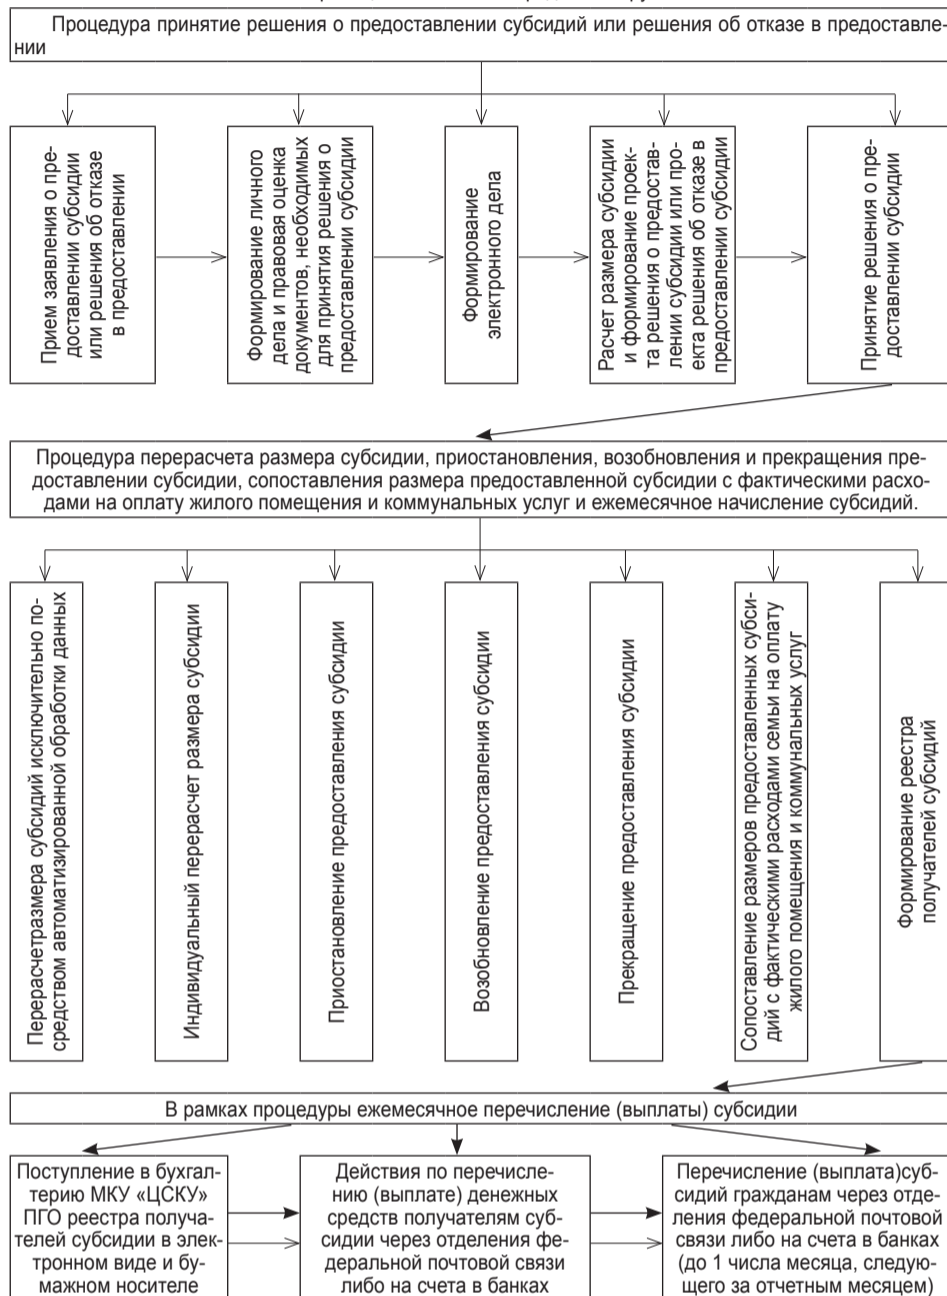 Процедура принятие решения о предоставлении субсидий или решения об отказе в предоставле-
нии
Прием заявления о пре-
доставлении субсидии
или решения об отказе
в предоставлении
Формирование личного
дела и правовая оценка
документов, необходимых
для принятия решения о
предоставлении субсидии
Формирование
электронного дела
Расчет размера субсидии
и формирование проек-
та решения о предостав-
лении субсидии или про-
екта решения об отказе в
предоставлении субсидии
Принятие решения о пре-
доставлении субсидии
Процедура перерасчета размера субсидии, приостановления, возобновления и прекращения пре-
доставлении субсидии, сопоставления размера предоставленной субсидии с фактическими расхо-
дами на оплату жилого помещения и коммунальных услуг и ежемесячное начисление субсидий.
Перерасчетразмера субсидий исключительно по-
средством автоматизированной обработки данных
Индивидуальный перерасчет размера субсидии
Приостановление предоставления субсидии
Возобновление предоставления субсидии
Прекращение предоставления субсидии
Сопоставление размеров предоставленных субси-
дий с фактическими расходами семьи на оплату
жилого помещения и коммунальных услуг
Формирование реестра
получателей субсидий
В рамках процедуры ежемесячное перечисление (выплаты) субсидии
Поступление в бухгал-
терию МКУ «ЦСКУ»
ПГО реестра получа-
телей субсидии в элек-
тронном виде и бу-
мажном носителе
Действия по перечисле-
нию (выплате) денежных
средств получателям суб-
сидии через отделения фе-
деральной почтовой связи
либо на счета в банках
Перечисление (выплата)суб-
сидий гражданам через отде-
ления федеральной почтовой
связи либо на счета в банках
(до 1 числа месяца, следую-
щего за отчетным месяцем)